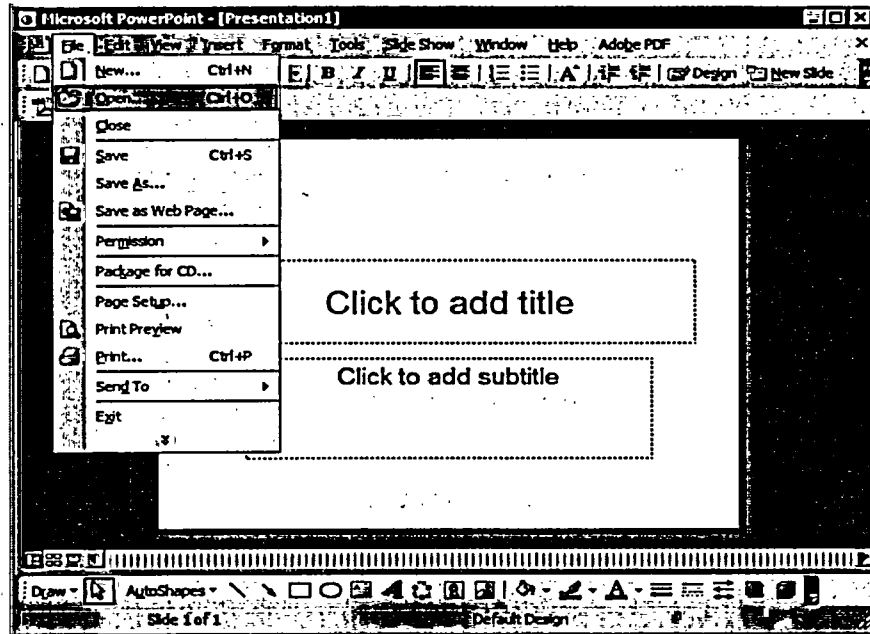 Microsoft PowerPoint - [Presentation1]
File Edit View Insert Format Tools Slide Show Window Help Adobe PDF
New... Ctrl+N
B I U A Design New Slide
Open... Ctrl+O
Close
Save Ctrl+S
Save As...
Save as Web Page...
Permission
Package for CD...
Page Setup...
Print Preview
Print... Ctrl+P
Send To
Exit
Click to add title
Click to add subtitle
Draw AutoShapes A
Slide 1 of 1 Default Design